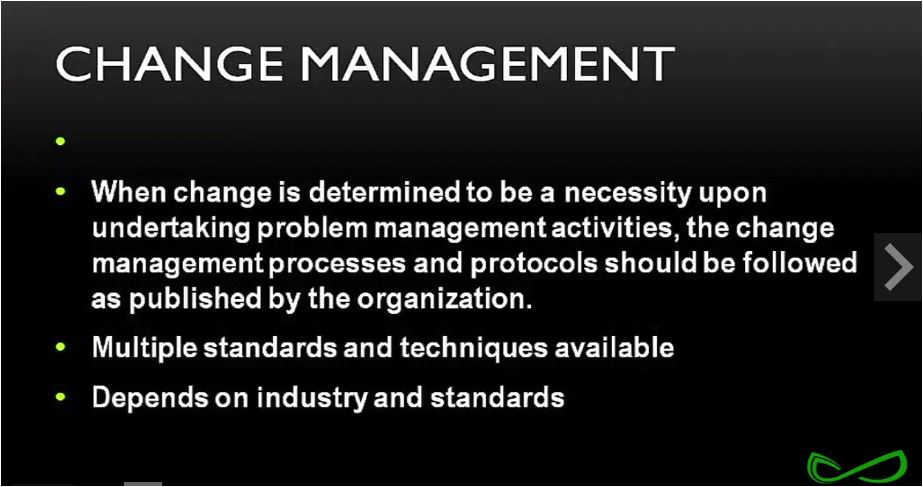 CHANGE MANAGEMENT
When change is determined to be a necessity upon
undertaking problem management activities, the change
management processes and protocols should be followed
as published by the organization.
Multiple standards and techniques available
Depends on industry and standards